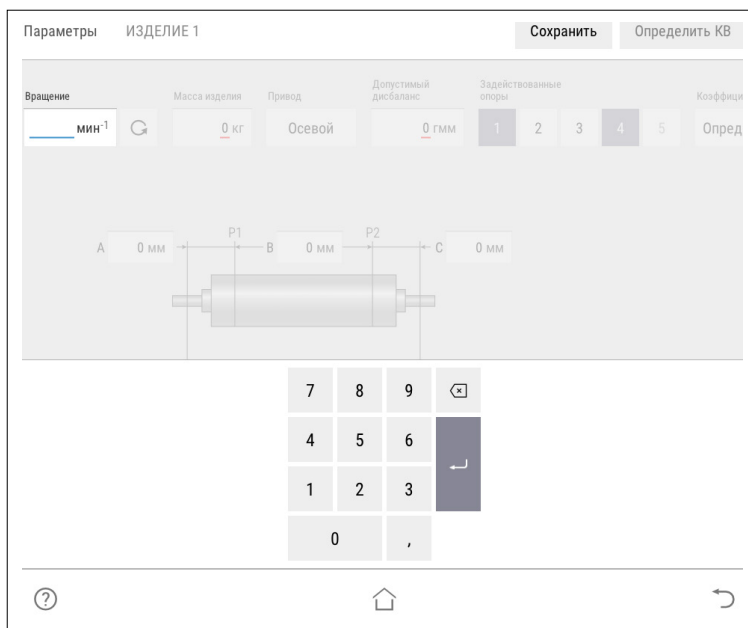 Параметры ИЗДЕЛИЕ 1 Сохранить Определить КВ
Вращение Масса изделия Привод Допустимый дисбаланс Задействованные опоры Коэффици
мин-1 0 кг Осевой 0 гмм 1 2 3 4 5 Опред
P1 P2
A 0 мм B 0 мм C 0 мм
7 8 9
4 5 6
1 2 3
0 ,
?